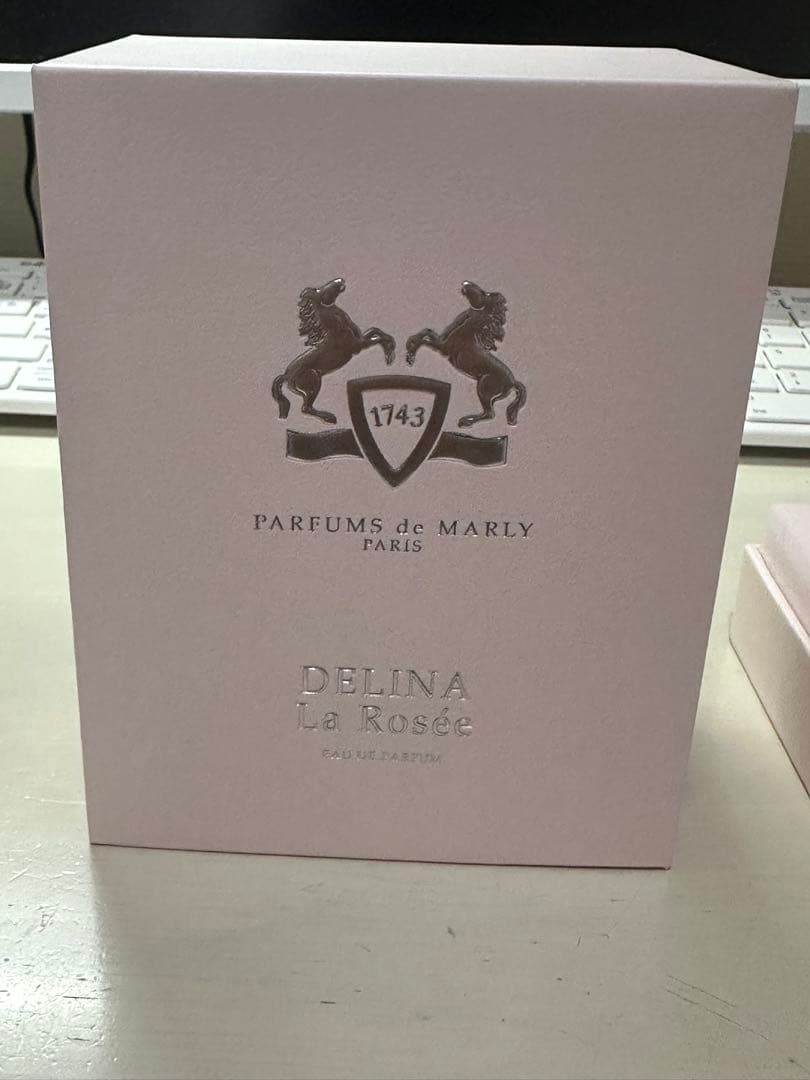 1743
PARFUMS de MARLY
PARIS
DELINA
La Rosée
EAU DE PARFUM